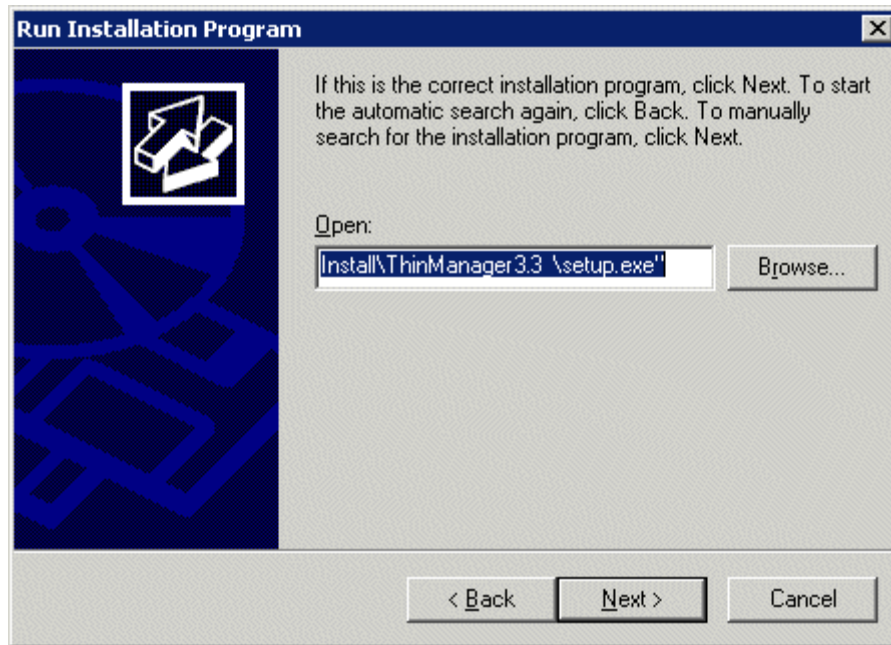 Run Installation Program
If this is the correct installation program, click Next. To start
the automatic search again, click Back. To manually
search for the installation program, click Next.
Open:
Install\ThinManager3.3 \setup.exe"
Browse...
< Back
Next >
Cancel